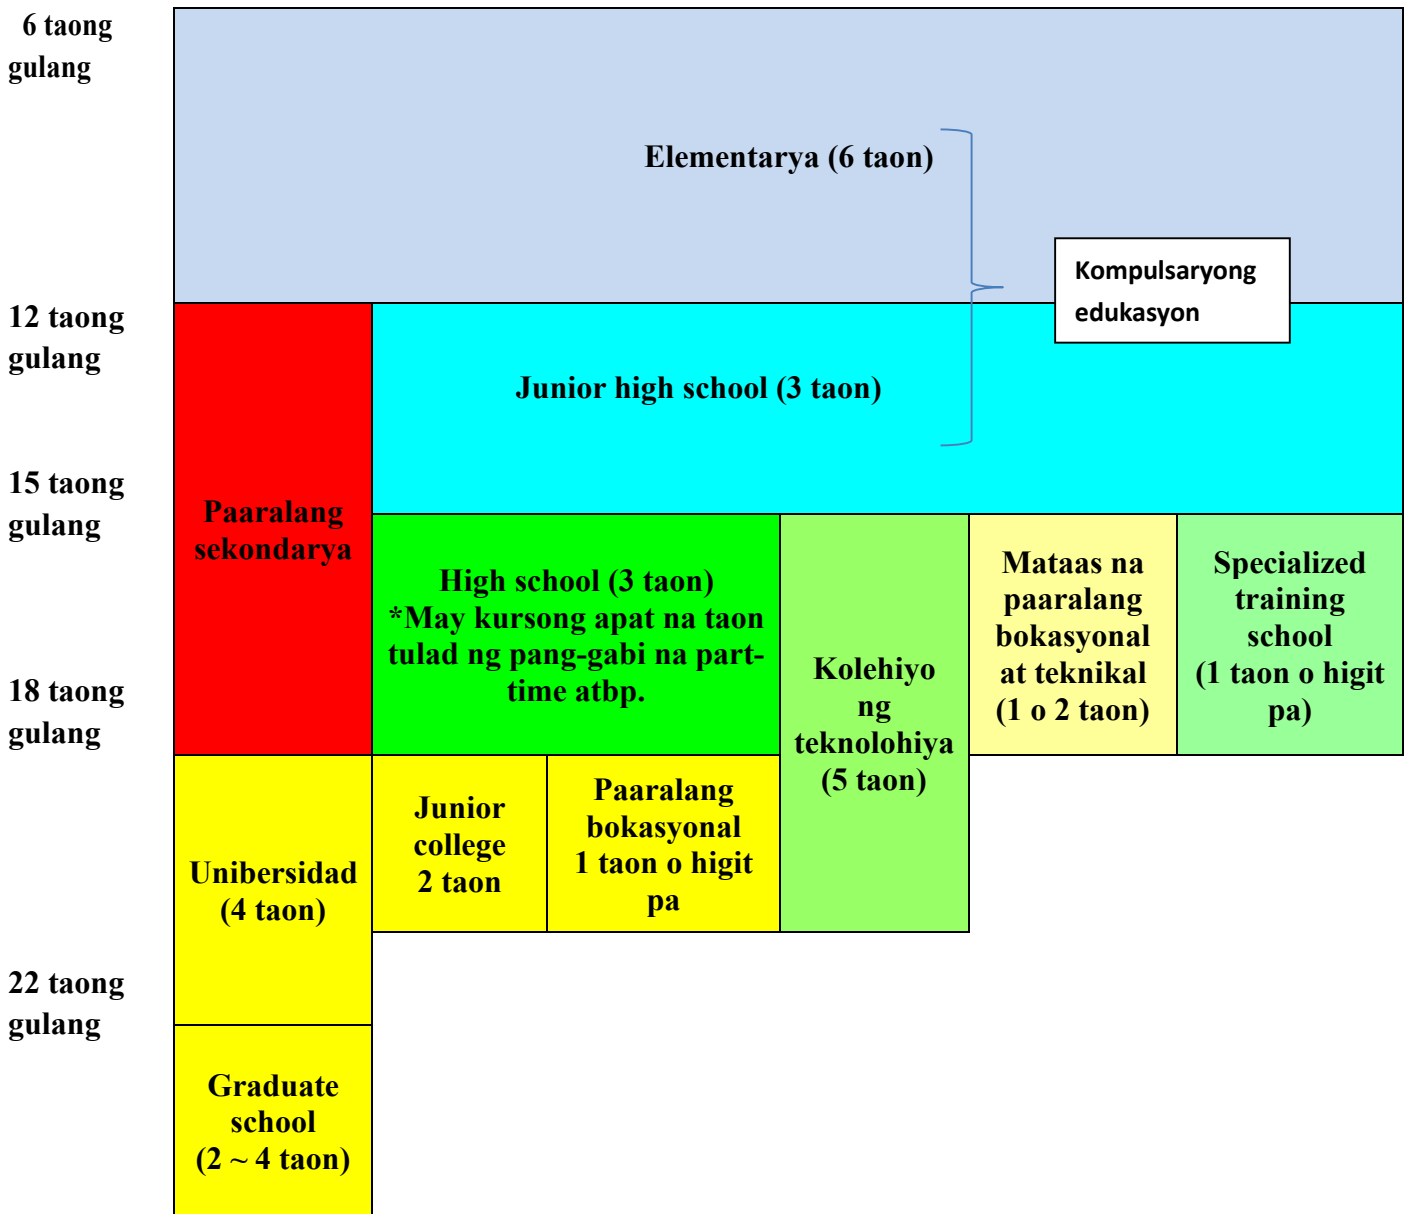 6 taong
gulang
Elementarya (6 taon)
Kompulsaryong
edukasyon
12 taong
gulang
Junior high school (3 taon)
15 taong
gulang
Paaralang
sekondarya
High school (3 taon)
*May kursong apat na taon
tulad ng pang-gabi na part-
time atbp.
Kolehiyo
ng
teknolohiya
(5 taon)
Mataas na
paaralang
bokasyonal
at teknikal
(1 o 2 taon)
Specialized
training
school
(1 taon o higit
pa)
18 taong
gulang
Unibersidad
(4 taon)
Junior
college
2 taon
Paaralang
bokasyonal
1 taon o higit
pa
22 taong
gulang
Graduate
school
(2 ~ 4 taon)